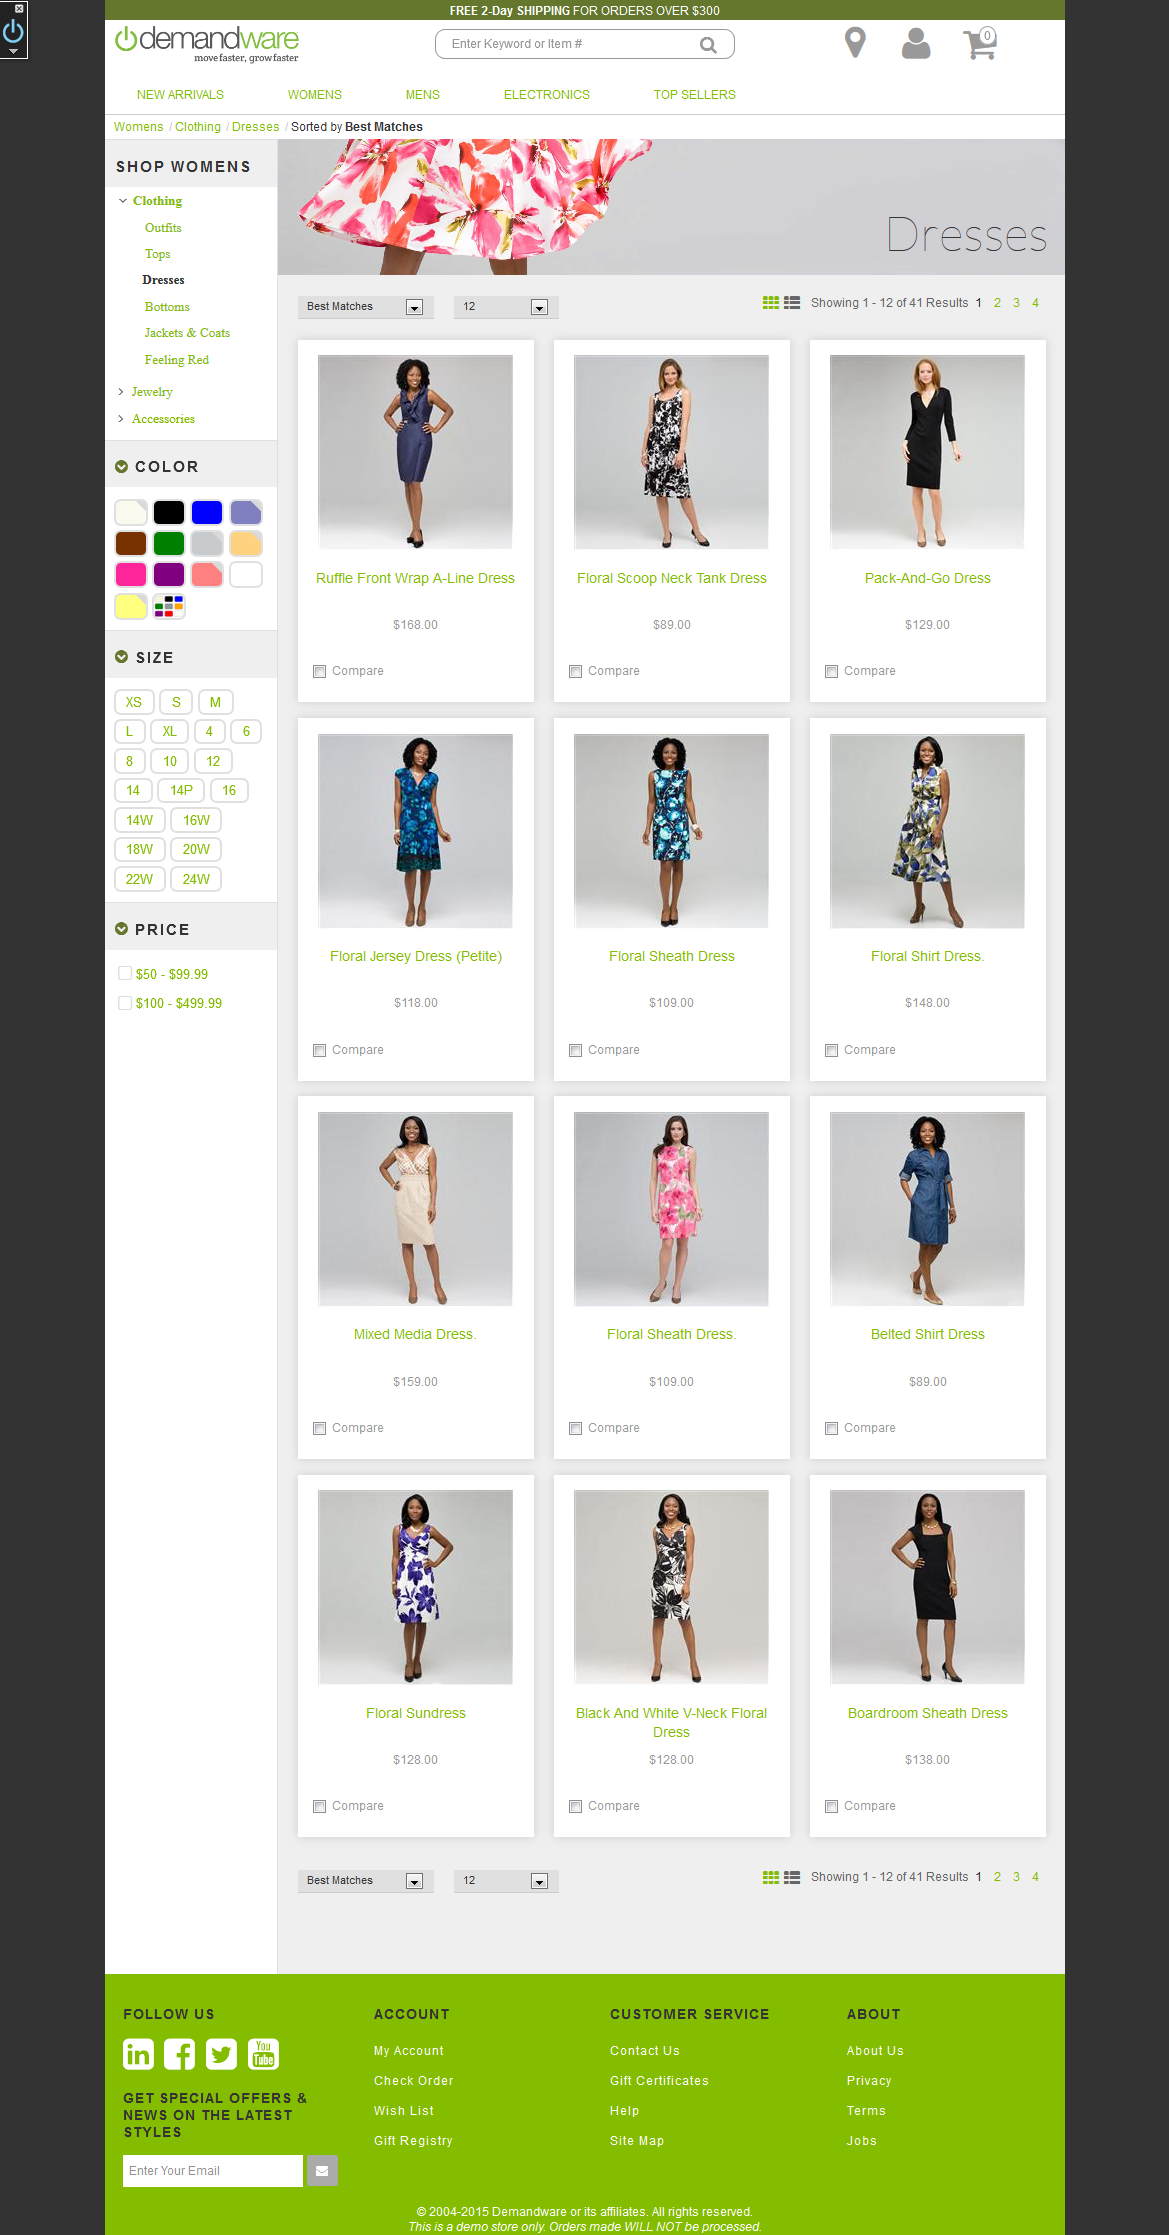 FREE 2-Day SHIPPING FOR ORDERS OVER $300
demandware
move faster, grow faster
Enter Keyword or Item #
0
NEW ARRIVALS WOMENS MENS ELECTRONICS TOP SELLERS
Womens / Clothing / Dresses / Sorted by Best Matches
SHOP WOMENS
Clothing
Outfits
Tops
Dresses
Bottoms
Jackets & Coats
Feeling Red
Jewelry
Accessories
COLOR
SIZE
XS S M
L XL 4 6
8 10 12
14 14P 16
14W 16W
18W 20W
22W 24W
PRICE
$50 - $99.99
$100 - $499.99
Dresses
Best Matches 12 Showing 1 - 12 of 41 Results 1 2 3 4
Ruffle Front Wrap A-Line Dress
$168.00
Compare
Floral Scoop Neck Tank Dress
$89.00
Compare
Pack-And-Go Dress
$129.00
Compare
Floral Jersey Dress (Petite)
$118.00
Compare
Floral Sheath Dress
$109.00
Compare
Floral Shirt Dress.
$148.00
Compare
Mixed Media Dress.
$159.00
Compare
Floral Sheath Dress.
$109.00
Compare
Belted Shirt Dress
$89.00
Compare
Floral Sundress
$128.00
Compare
Black And White V-Neck Floral
Dress
$128.00
Compare
Boardroom Sheath Dress
$138.00
Compare
Best Matches 12 Showing 1 - 12 of 41 Results 1 2 3 4
FOLLOW US
in
You
Tube
GET SPECIAL OFFERS &
NEWS ON THE LATEST
STYLES
Enter Your Email
ACCOUNT
My Account
Check Order
Wish List
Gift Registry
CUSTOMER SERVICE
Contact Us
Gift Certificates
Help
Site Map
ABOUT
About Us
Privacy
Terms
Jobs
© 2004-2015 Demandware or its affiliates. All rights reserved.
This is a demo store only. Orders made WILL NOT be processed.